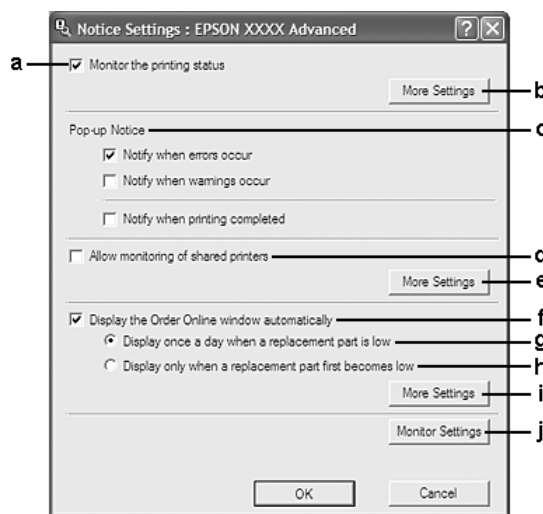 Notice Settings : EPSON XXXX Advanced
a
Monitor the printing status
More Settings
b
Pop-up Notice
c
Notify when errors occur
Notify when warnings occur
Notify when printing completed
Allow monitoring of shared printers
d
More Settings
e
Display the Order Online window automatically
f
Display once a day when a replacement part is low
g
Display only when a replacement part first becomes low
h
More Settings
i
Monitor Settings
j
OK
Cancel